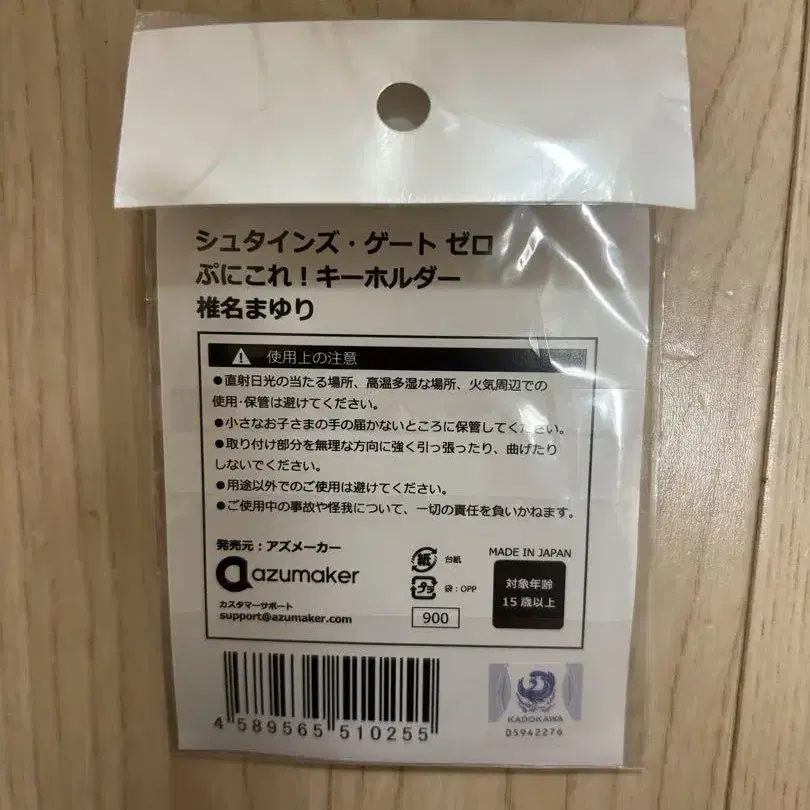 シュタインズ・ゲート ゼロ
ぷにこれ！キーホルダー
椎名まゆり
使用上の注意
●直射日光の当たる場所、高温多湿な場所、火気周辺での
使用・保管は避けてください。
●小さなお子さまの手の届かないところに保管してください。
●取り付け部分を無理な方向に強く引っ張ったり、曲げたり
しないでください。
●用途以外でのご使用は避けてください。
●ご使用中の事故や怪我について、一切の責任を負いかねます。
発売元：アズメーカー
azumaker
カスタマーサポート
support@azumaker.com
紙 台紙
プラ 袋：OPP
900
MADE IN JAPAN
対象年齢
15歳以上
4 589565 510255
KADOKAWA
DS942276